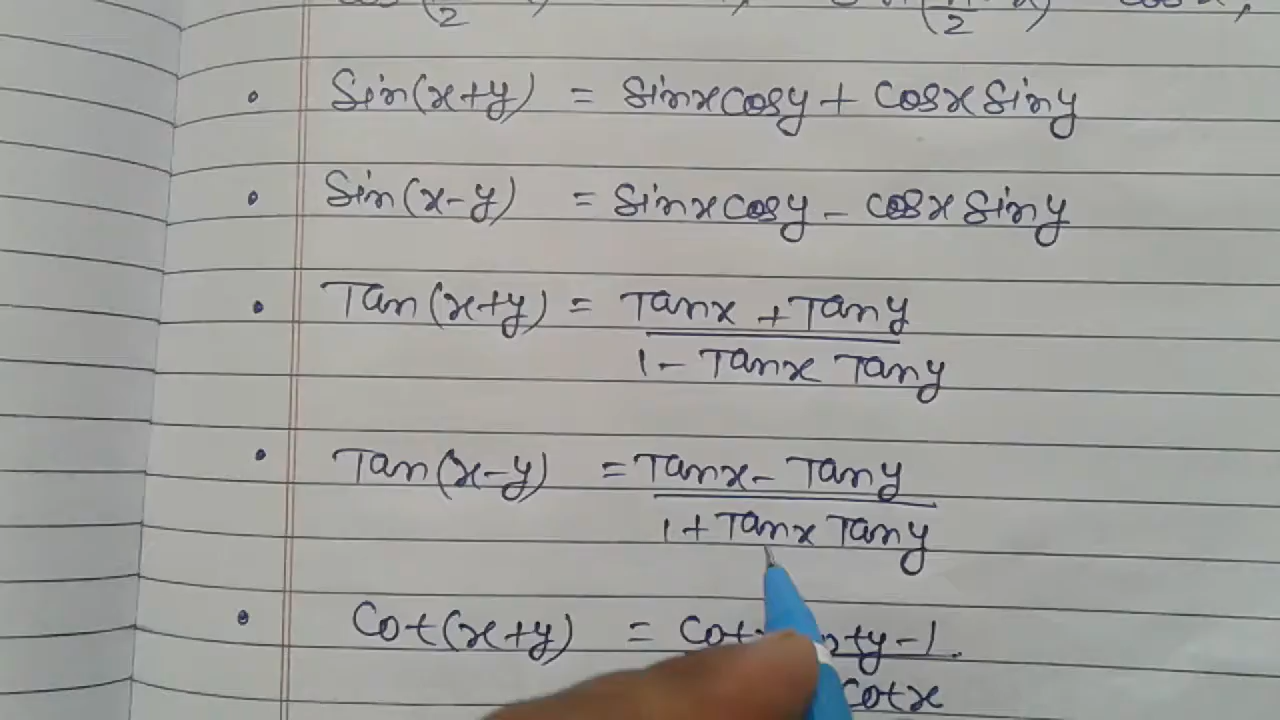 Sin(x+y) = Sinx cosy + cosx Siny
Sin(x-y) = Sinx cosy - cosx Siny
Tan(x+y) = Tanx + Tany
1 - Tanx Tany
Tan(x-y) = Tanx - Tany
1 + Tanx Tany
Cot(x+y) = y-1
cotx